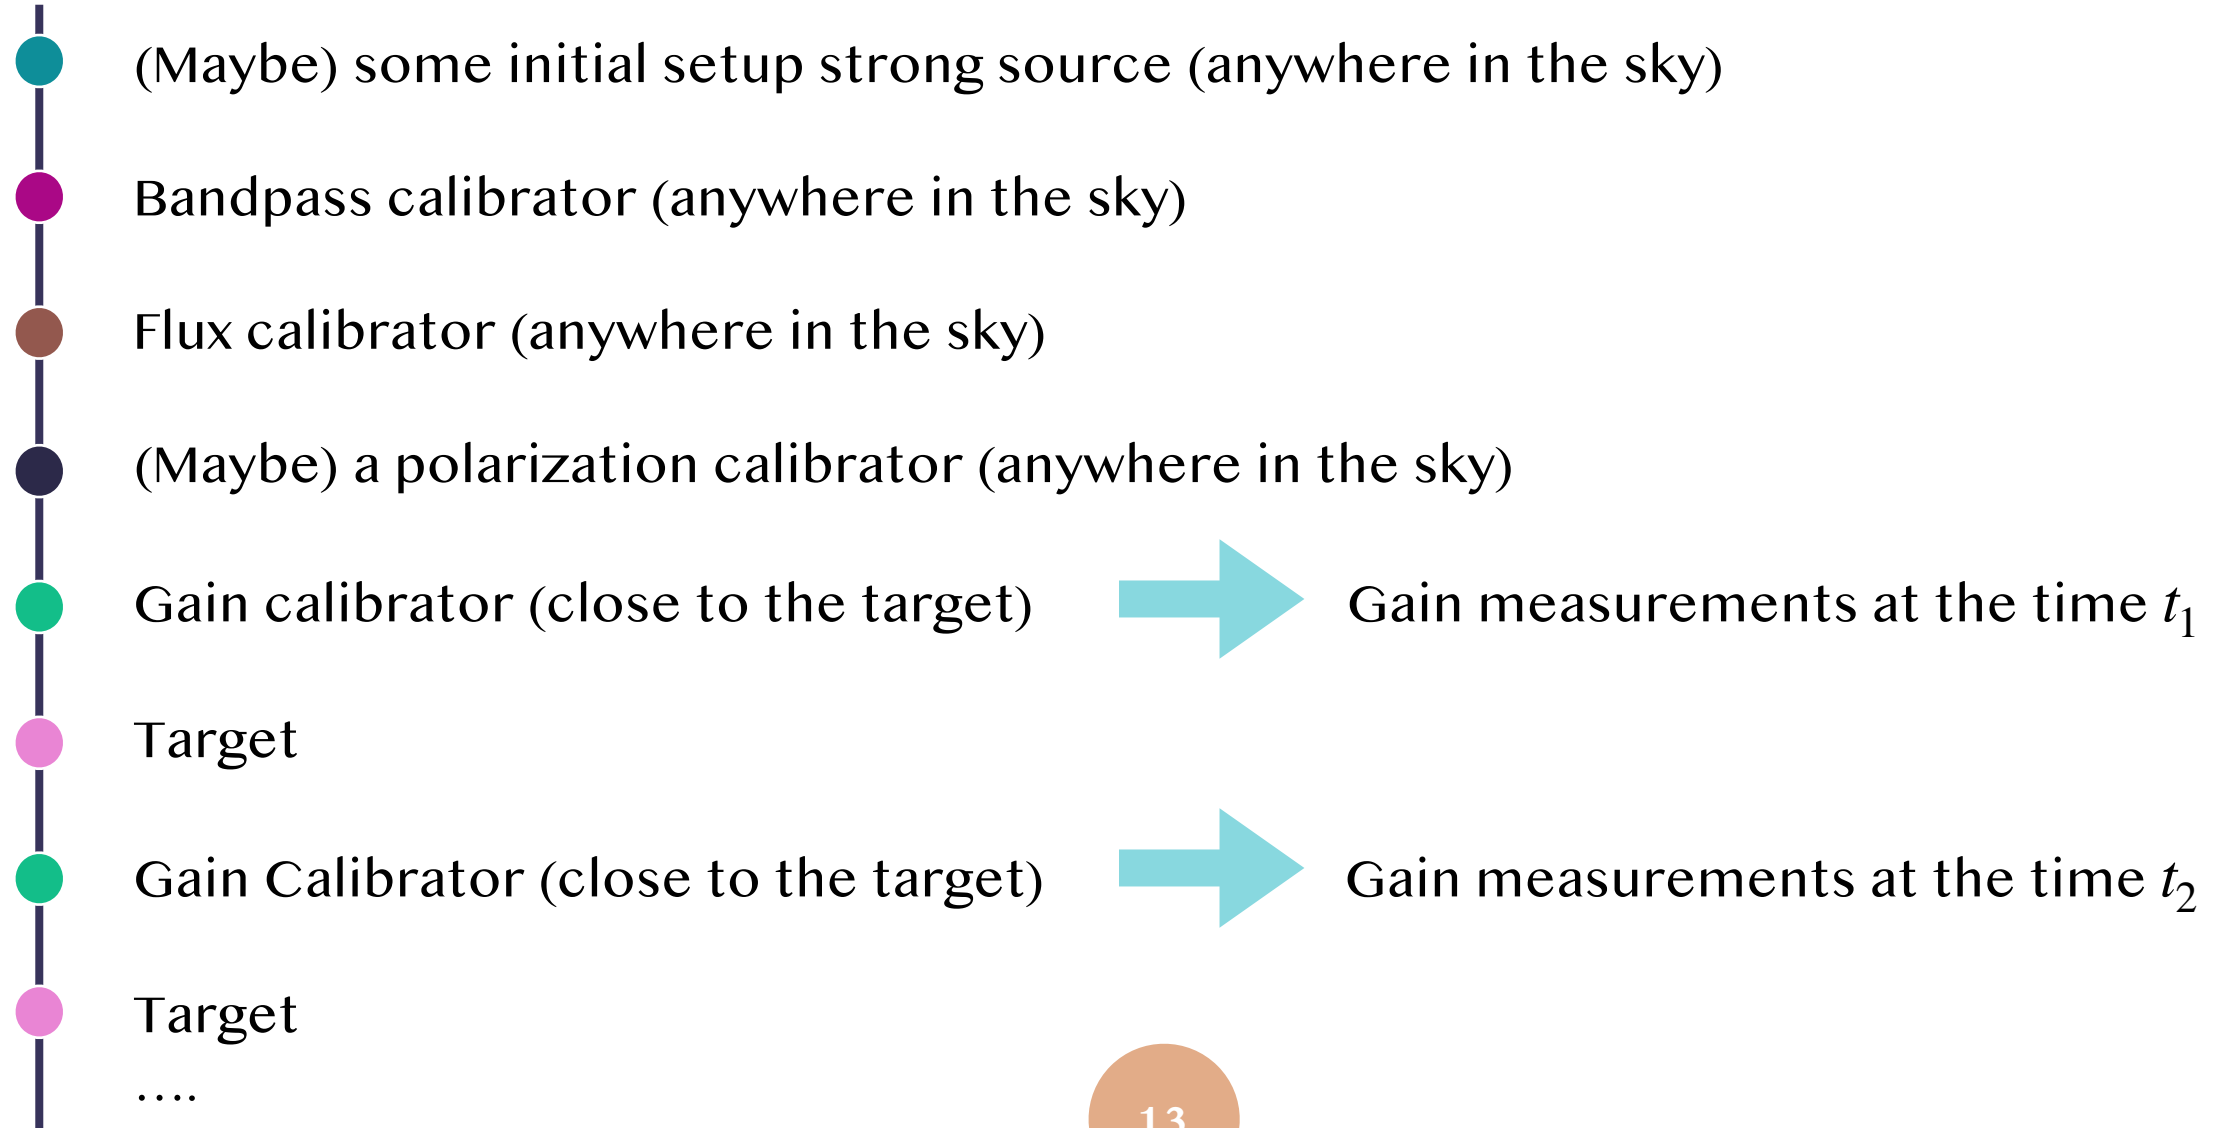 (Maybe) some initial setup strong source (anywhere in the sky)
Bandpass calibrator (anywhere in the sky)
Flux calibrator (anywhere in the sky)
(Maybe) a polarization calibrator (anywhere in the sky)
Gain calibrator (close to the target) Gain measurements at the time t₁
Target
Gain Calibrator (close to the target) Gain measurements at the time t₂
Target
....
13